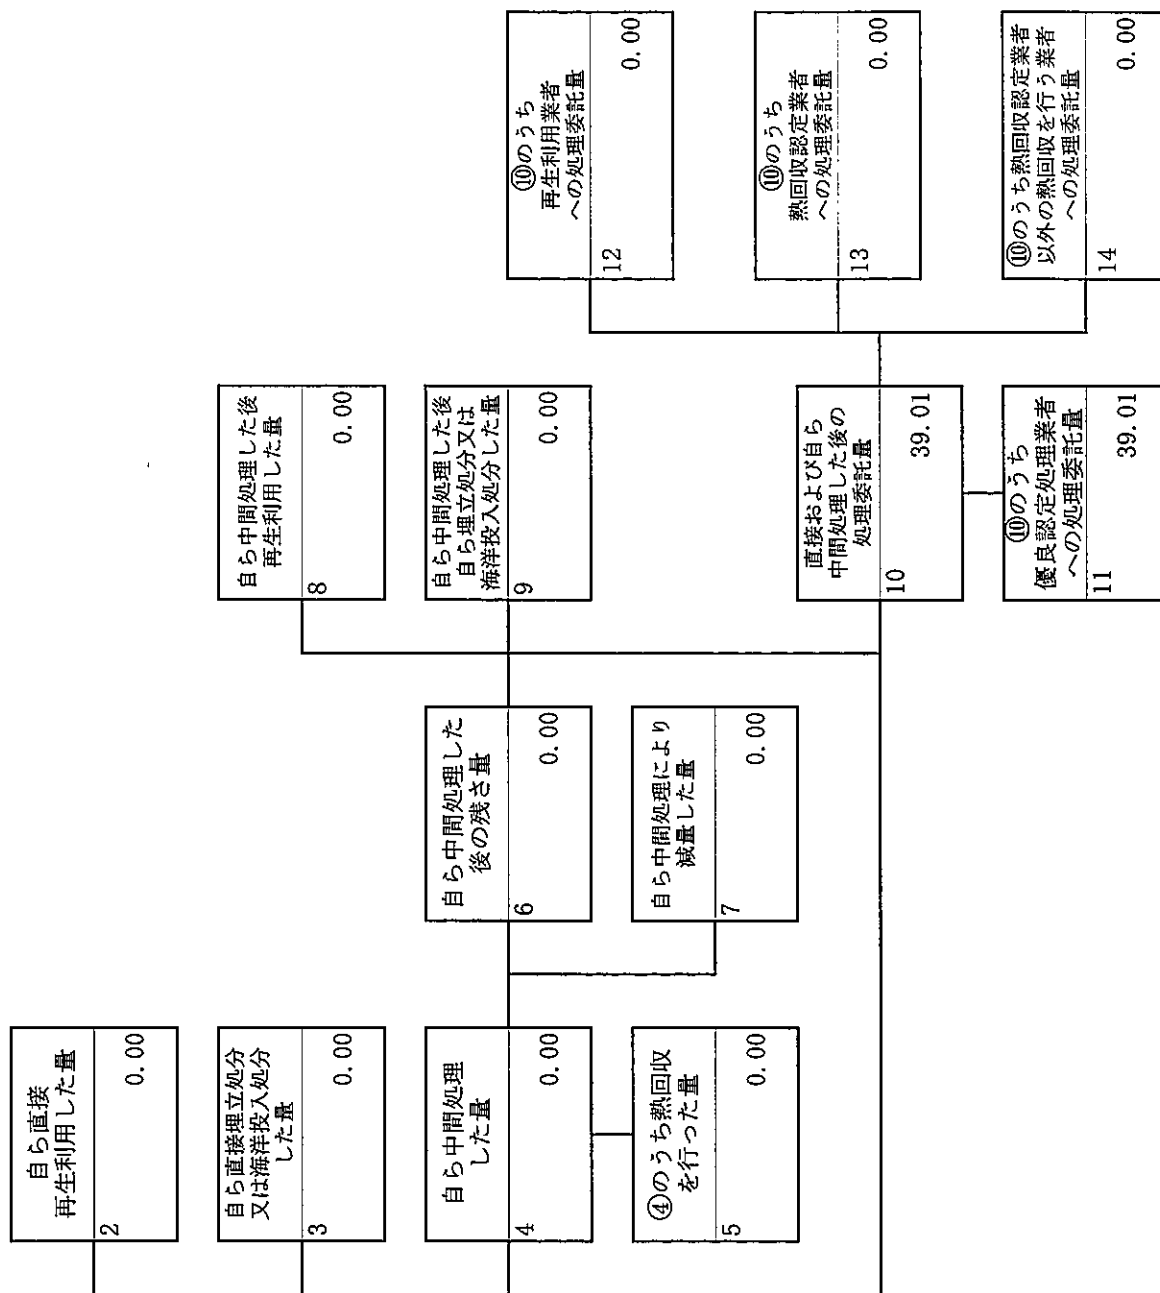 自ら直接
再生利用した量
2
0.00
自ら直接埋立処分
又は海洋投入処分
した量
3
0.00
自ら中間処理
した量
4
0.00
④のうち熱回収
を行った量
5
0.00
自ら中間処理した
後の残さ量
6
0.00
自ら中間処理により
減量した量
7
0.00
自ら中間処理した後
再生利用した量
8
0.00
自ら中間処理した後
自ら埋立処分又は
海洋投入処分した量
9
0.00
直接および自ら
中間処理した後の
処理委託量
10
39.01
⑩のうち
優良認定処理業者
への処理委託量
11
39.01
⑩のうち
再生利用業者
への処理委託量
12
0.00
⑩のうち
熱回収認定業者
への処理委託量
13
0.00
⑩のうち熱回収認定業者
以外の熱回収を行う業者
への処理委託量
14
0.00